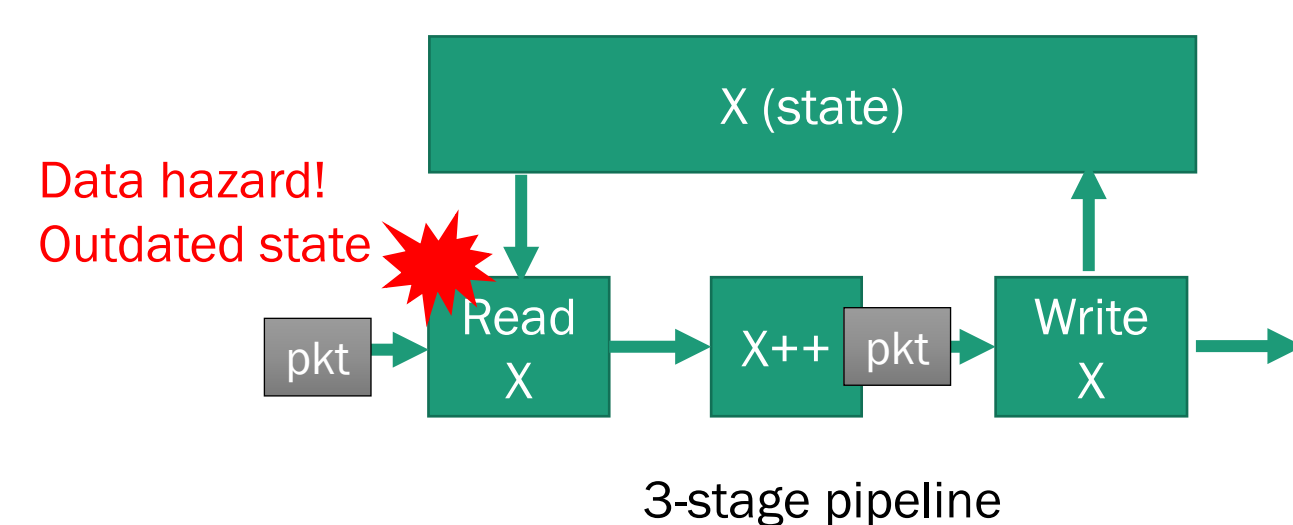 X (state)
Data hazard!
Outdated state
pkt
Read
X
X++
pkt
Write
X
3-stage pipeline